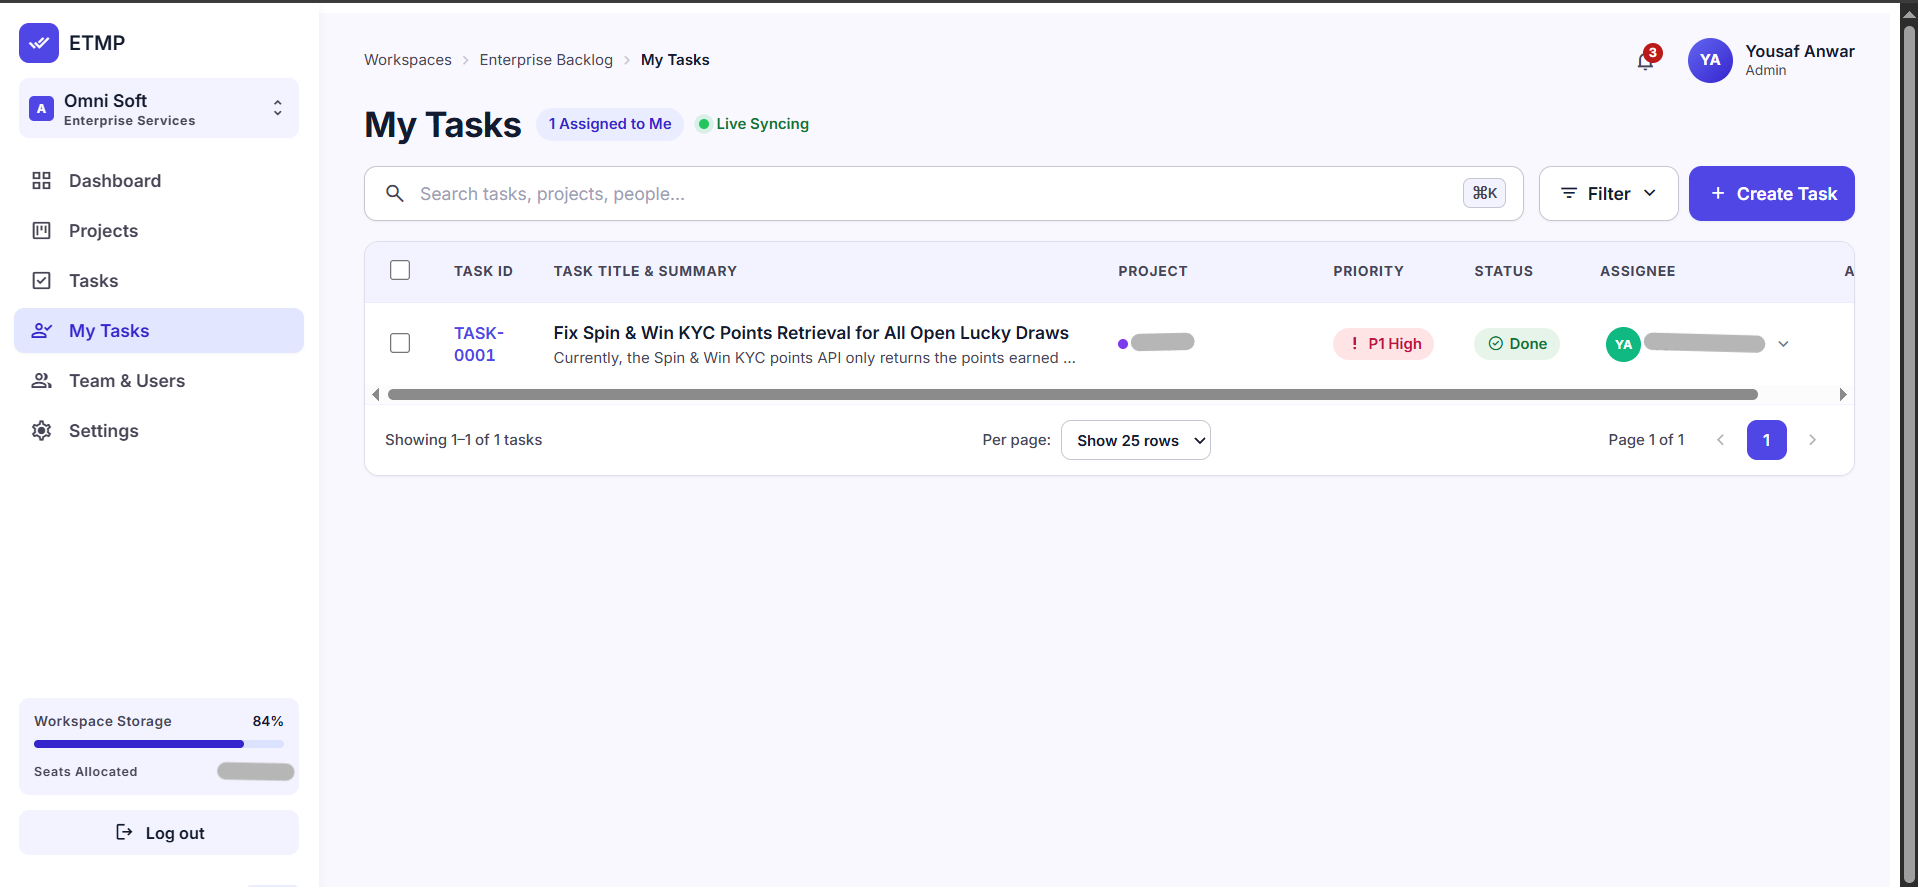 ETMP
A
Omni Soft
Enterprise Services
Dashboard
Projects
Tasks
My Tasks
Team & Users
Settings
Workspace Storage 84%
Seats Allocated
Log out
Workspaces > Enterprise Backlog > My Tasks
3
YA
Yousaf Anwar
Admin
My Tasks 1 Assigned to Me Live Syncing
Search tasks, projects, people... ⌘K Filter + Create Task
TASK ID TASK TITLE & SUMMARY PROJECT PRIORITY STATUS ASSIGNEE A
TASK-
0001
Fix Spin & Win KYC Points Retrieval for All Open Lucky Draws
Currently, the Spin & Win KYC points API only returns the points earned ...
! P1 High Done YA
Showing 1–1 of 1 tasks Per page: Show 25 rows Page 1 of 1 < 1 >